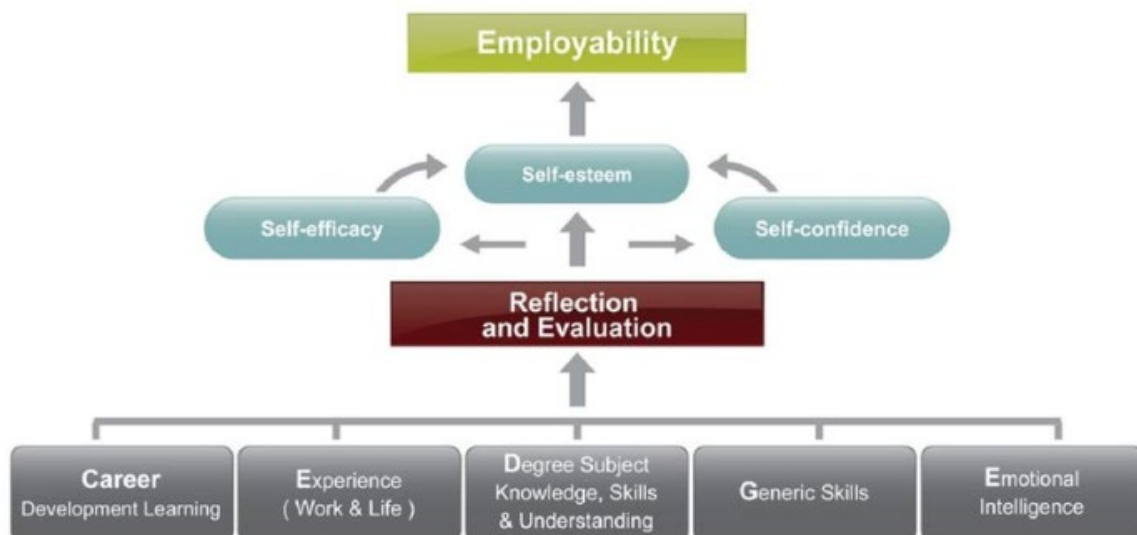 Employability
Self-esteem
Self-efficacy
Self-confidence
Reflection
and Evaluation
Career
Development Learning
Experience
( Work & Life )
Degree Subject
Knowledge, Skills
& Understanding
Generic Skills
Emotional
Intelligence